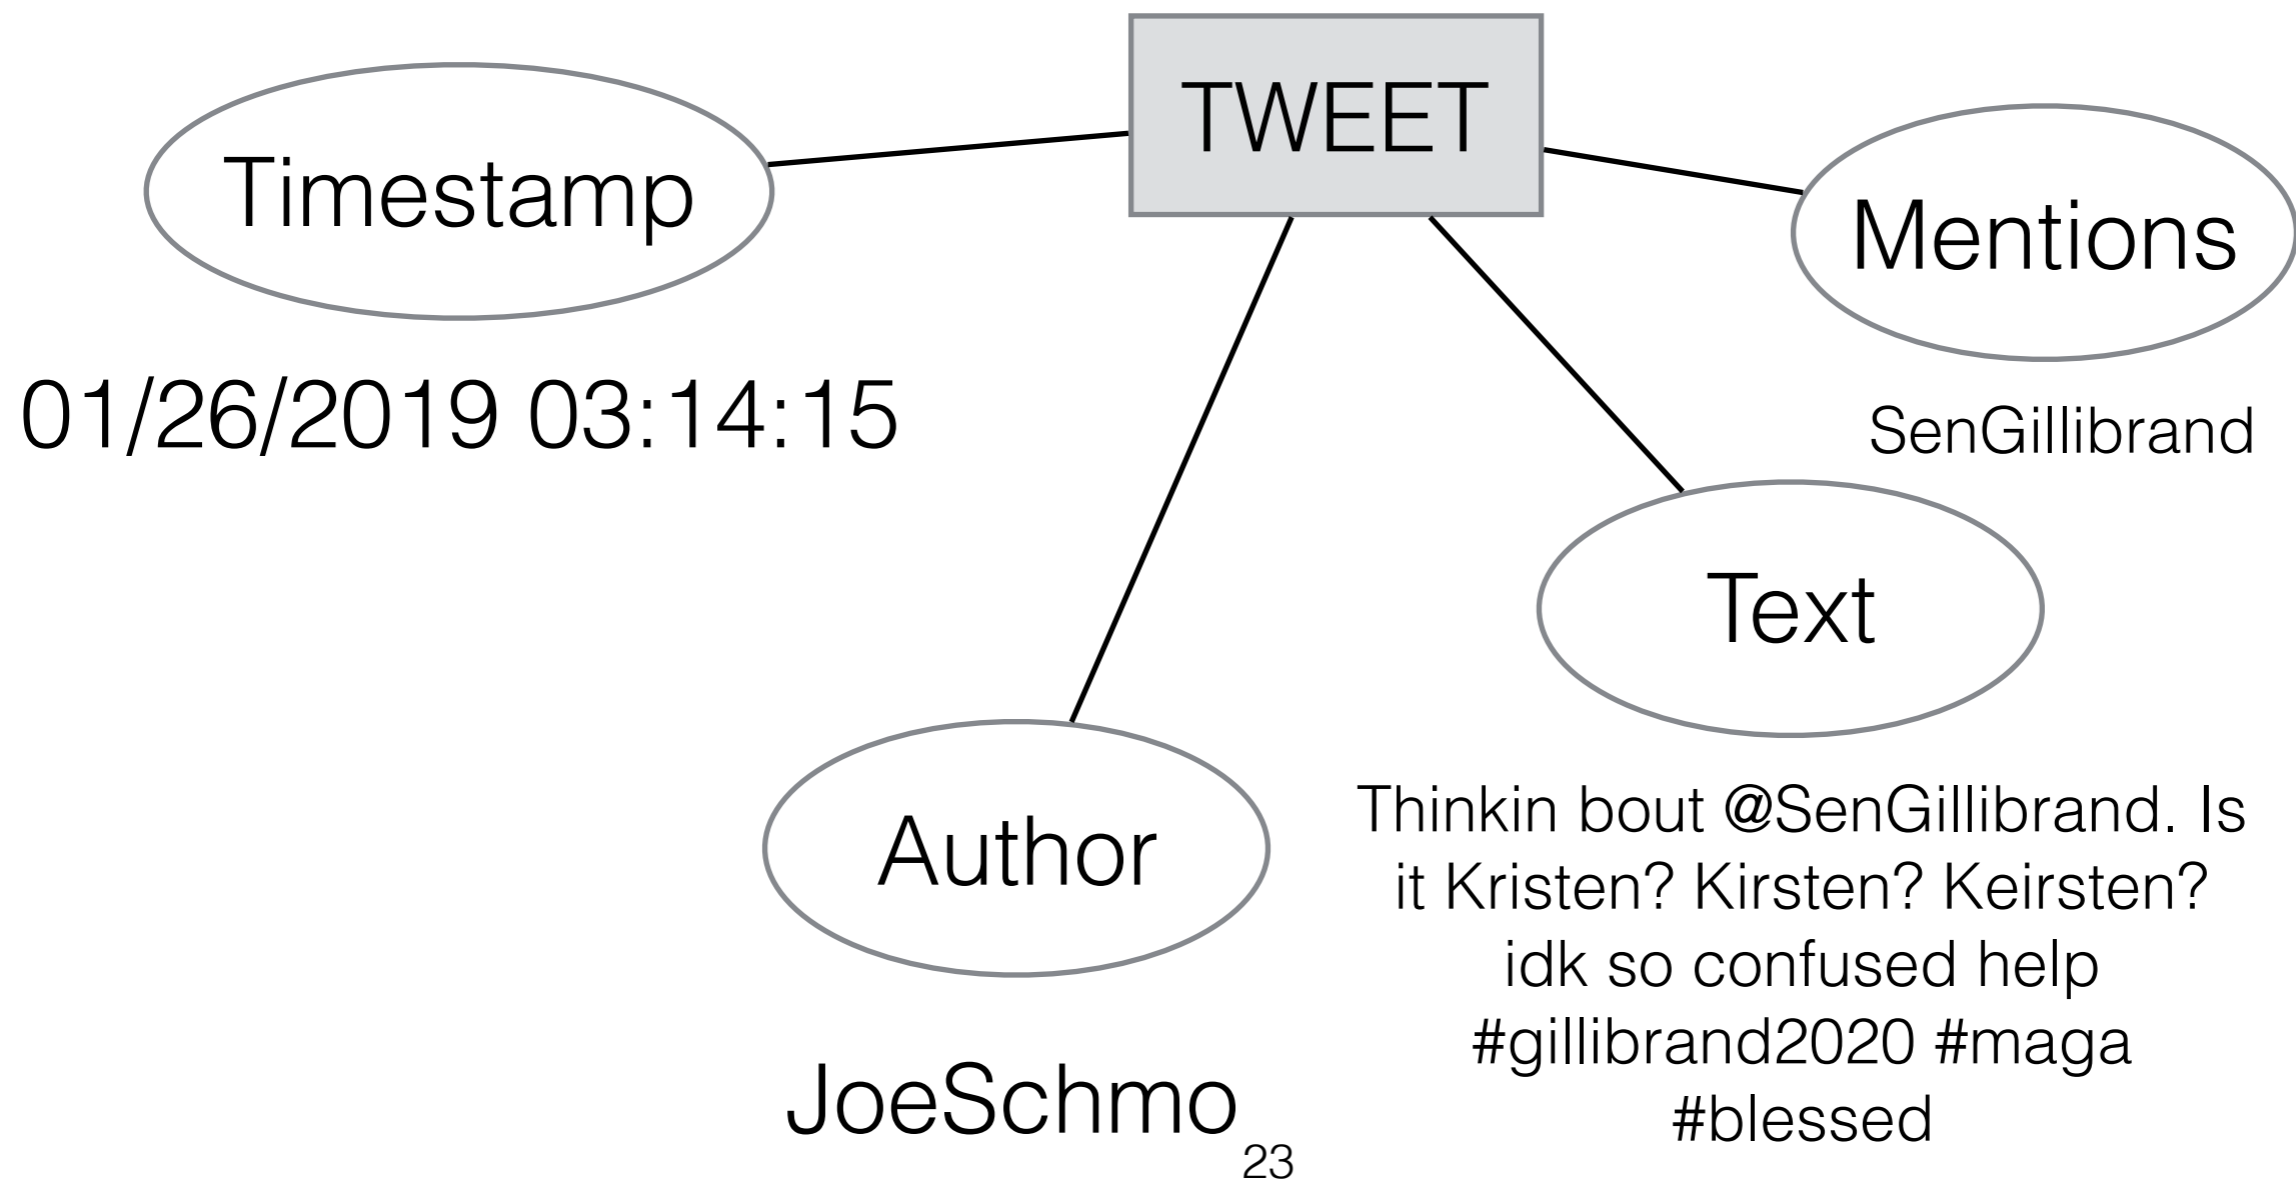 TWEET
Timestamp
Mentions
01/26/2019 03:14:15
SenGillibrand
Text
Author
Thinkin bout @SenGillibrand. Is
it Kristen? Kirsten? Keirsten?
idk so confused help
#gillibrand2020 #maga
#blessed
JoeSchmo
23